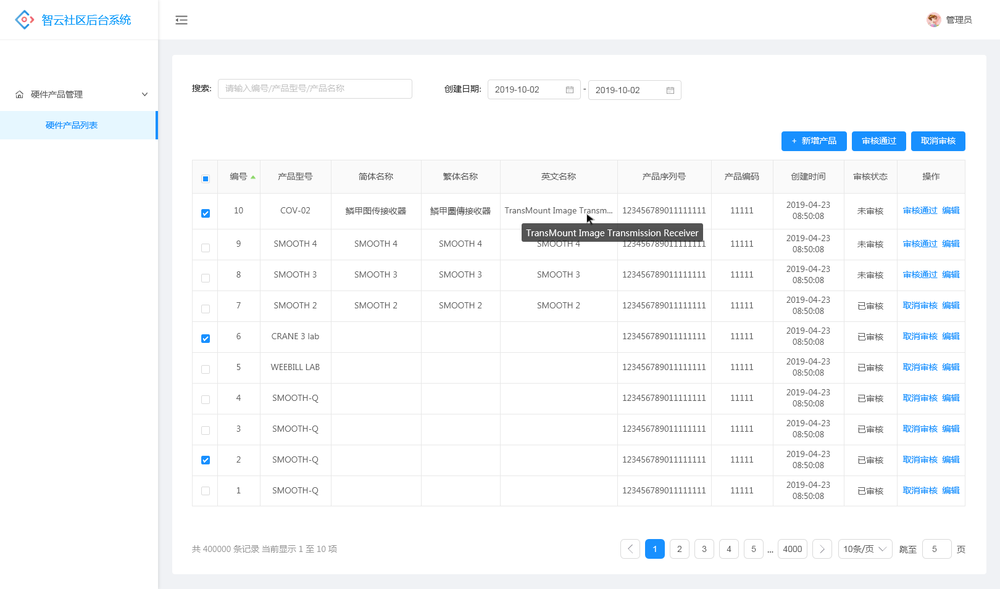 智云社区后台系统
管理员
硬件产品管理
硬件产品列表
搜索: 请输入编号/产品型号/产品名称 创建日期: 2019-10-02 - 2019-10-02
+ 新增产品 审核通过 取消审核
编号 产品型号 简体名称 繁体名称 英文名称 产品序列号 产品编码 创建时间 审核状态 操作
10 COV-02 鳞甲图传接收器 鱗甲圖傳接收器 TransMount Image Transm... 123456789011111111 11111 2019-04-23 08:50:08 未审核 审核通过 编辑
TransMount Image Transmission Receiver
9 SMOOTH 4 SMOOTH 4 SMOOTH 4 SMOOTH 4 123456789011111111 11111 2019-04-23 08:50:08 未审核 审核通过 编辑
8 SMOOTH 3 SMOOTH 3 SMOOTH 3 SMOOTH 3 123456789011111111 11111 2019-04-23 08:50:08 未审核 审核通过 编辑
7 SMOOTH 2 SMOOTH 2 SMOOTH 2 SMOOTH 2 123456789011111111 11111 2019-04-23 08:50:08 已审核 取消审核 编辑
6 CRANE 3 lab 123456789011111111 11111 2019-04-23 08:50:08 已审核 取消审核 编辑
5 WEEBILL LAB 123456789011111111 11111 2019-04-23 08:50:08 已审核 取消审核 编辑
4 SMOOTH-Q 123456789011111111 11111 2019-04-23 08:50:08 已审核 取消审核 编辑
3 SMOOTH-Q 123456789011111111 11111 2019-04-23 08:50:08 已审核 取消审核 编辑
2 SMOOTH-Q 123456789011111111 11111 2019-04-23 08:50:08 已审核 取消审核 编辑
1 SMOOTH-Q 123456789011111111 11111 2019-04-23 08:50:08 已审核 取消审核 编辑
共 400000 条记录 当前显示 1 至 10 项 1 2 3 4 5 ... 4000 10条/页 跳至 5 页